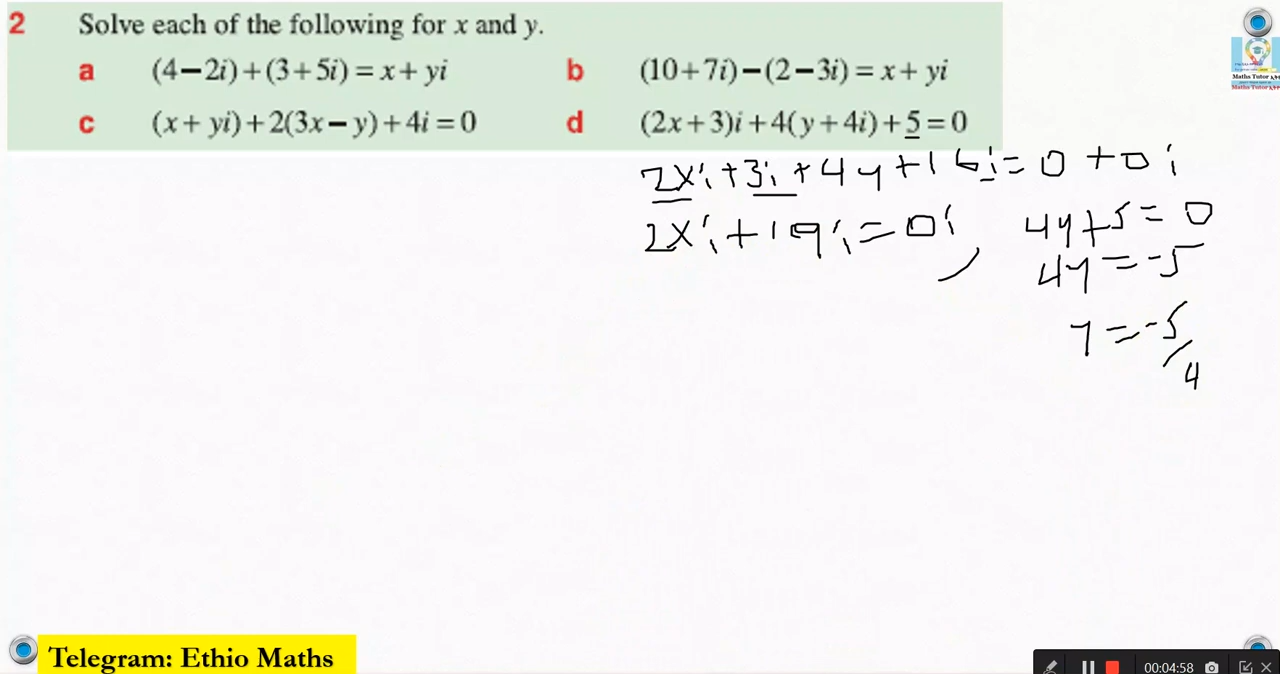 2 Solve each of the following for x and y.
a (4−2i)+(3+5i)=x+yi b (10+7i)−(2−3i)=x+yi
c (x+yi)+2(3x−y)+4i=0 d (2x+3)i+4(y+4i)+5=0
2xi+3i+4y+16i=0+0i
2xi+19i=0i, 4y+5=0
4y=-5
y=-5/4
Maths Tutor
Telegram: Ethio Maths
00:04:58